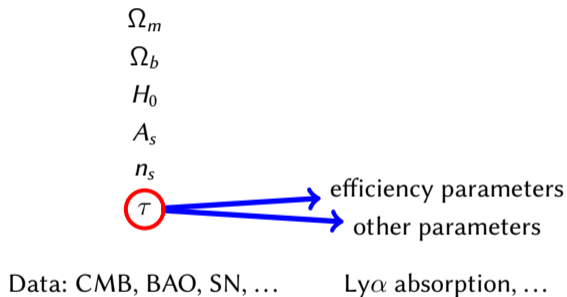 Ωm
Ωb
H0
As
ns
τ
efficiency parameters
other parameters
Data: CMB, BAO, SN, …
Lyα absorption, …